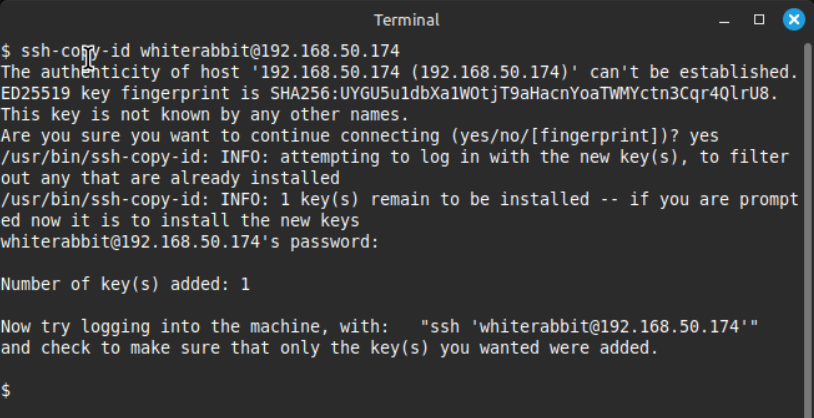 Terminal
$ ssh-copy-id whiterabbit@192.168.50.174
The authenticity of host '192.168.50.174 (192.168.50.174)' can't be established.
ED25519 key fingerprint is SHA256:UYGU5u1dbXa1WOtjT9aHacnYoaTWMYctn3Cqr4QlrU8.
This key is not known by any other names.
Are you sure you want to continue connecting (yes/no/[fingerprint])? yes
/usr/bin/ssh-copy-id: INFO: attempting to log in with the new key(s), to filter
out any that are already installed
/usr/bin/ssh-copy-id: INFO: 1 key(s) remain to be installed -- if you are prompt
ed now it is to install the new keys
whiterabbit@192.168.50.174's password:
Number of key(s) added: 1
Now try logging into the machine, with:   "ssh 'whiterabbit@192.168.50.174'"
and check to make sure that only the key(s) you wanted were added.
$